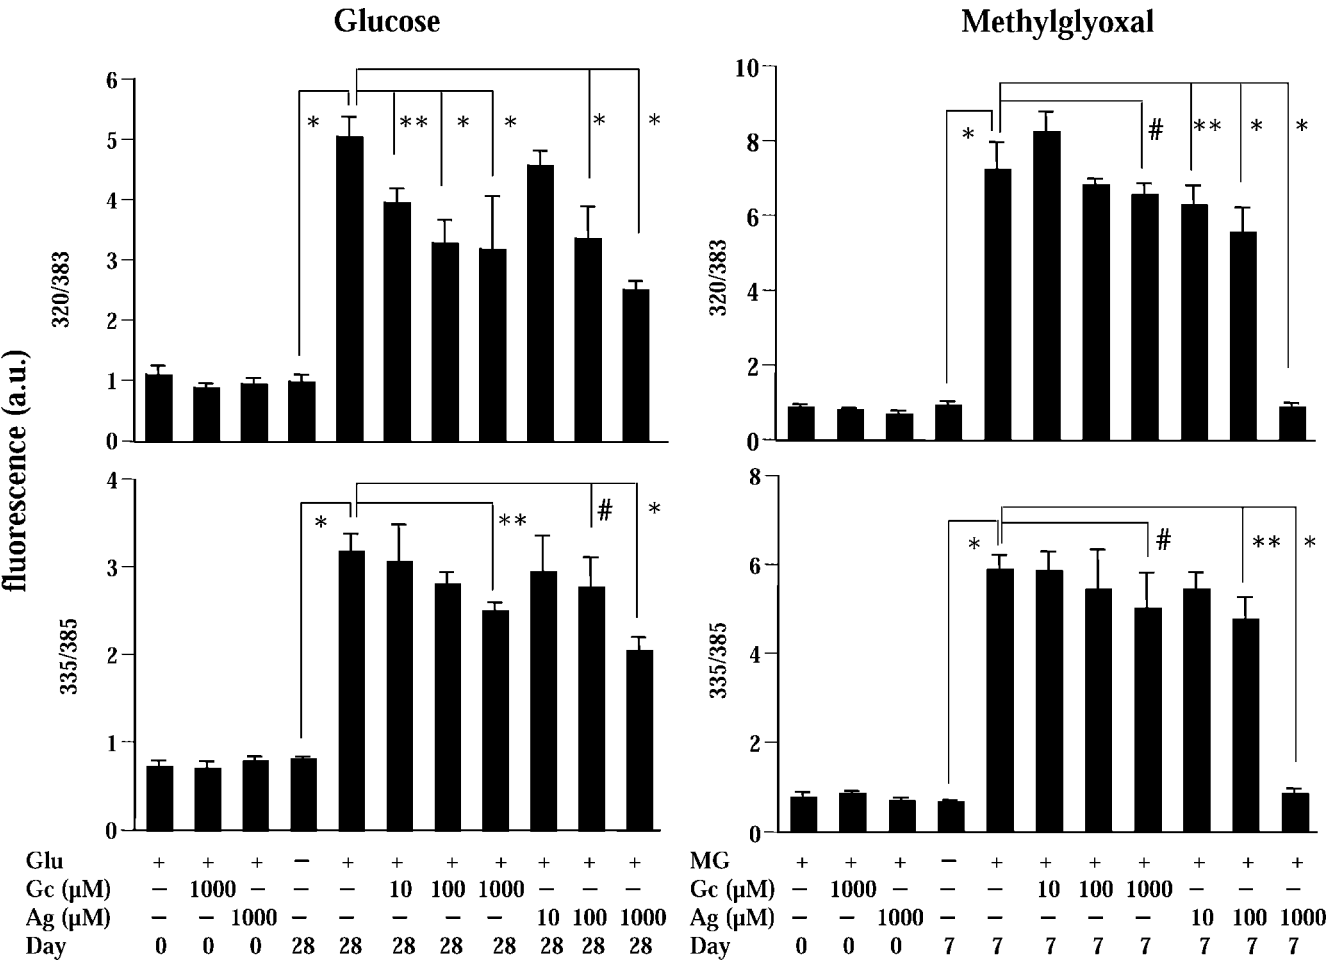 Glucose
Methylglyoxal
fluorescence (a.u.)
320/383
6
5
4
3
2
1
0
* ** * * * *
320/383
10
8
6
4
2
0
* # ** * *
335/385
4
3
2
1
0
* ** # *
335/385
8
6
4
2
0
* # ** *
Glu + + + − + + + + + + +
Gc (μM) − 1000 − − − 10 100 1000 − − −
Ag (μM) − − 1000 − − − − − 10 100 1000
Day 0 0 0 28 28 28 28 28 28 28 28
MG + + + − + + + + + + +
Gc (μM) − 1000 − − − 10 100 1000 − − −
Ag (μM) − − 1000 − − − − − 10 100 1000
Day 0 0 0 7 7 7 7 7 7 7 7